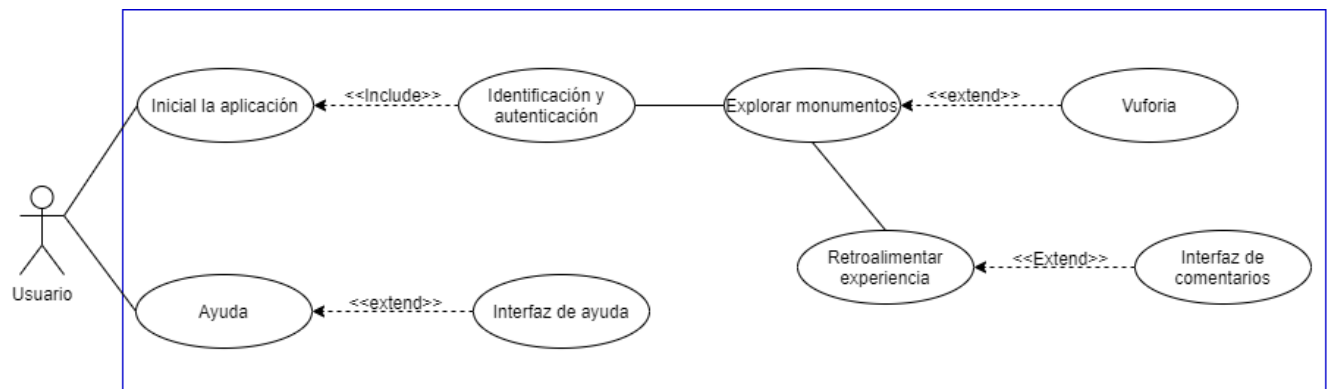 Inicial la aplicación
<<Include>>
Identificación y
autenticación
Explorar monumentos
<<extend>>
Vuforia
Usuario
Retroalimentar
experiencia
<<Extend>>
Interfaz de
comentarios
Ayuda
<<extend>>
Interfaz de ayuda